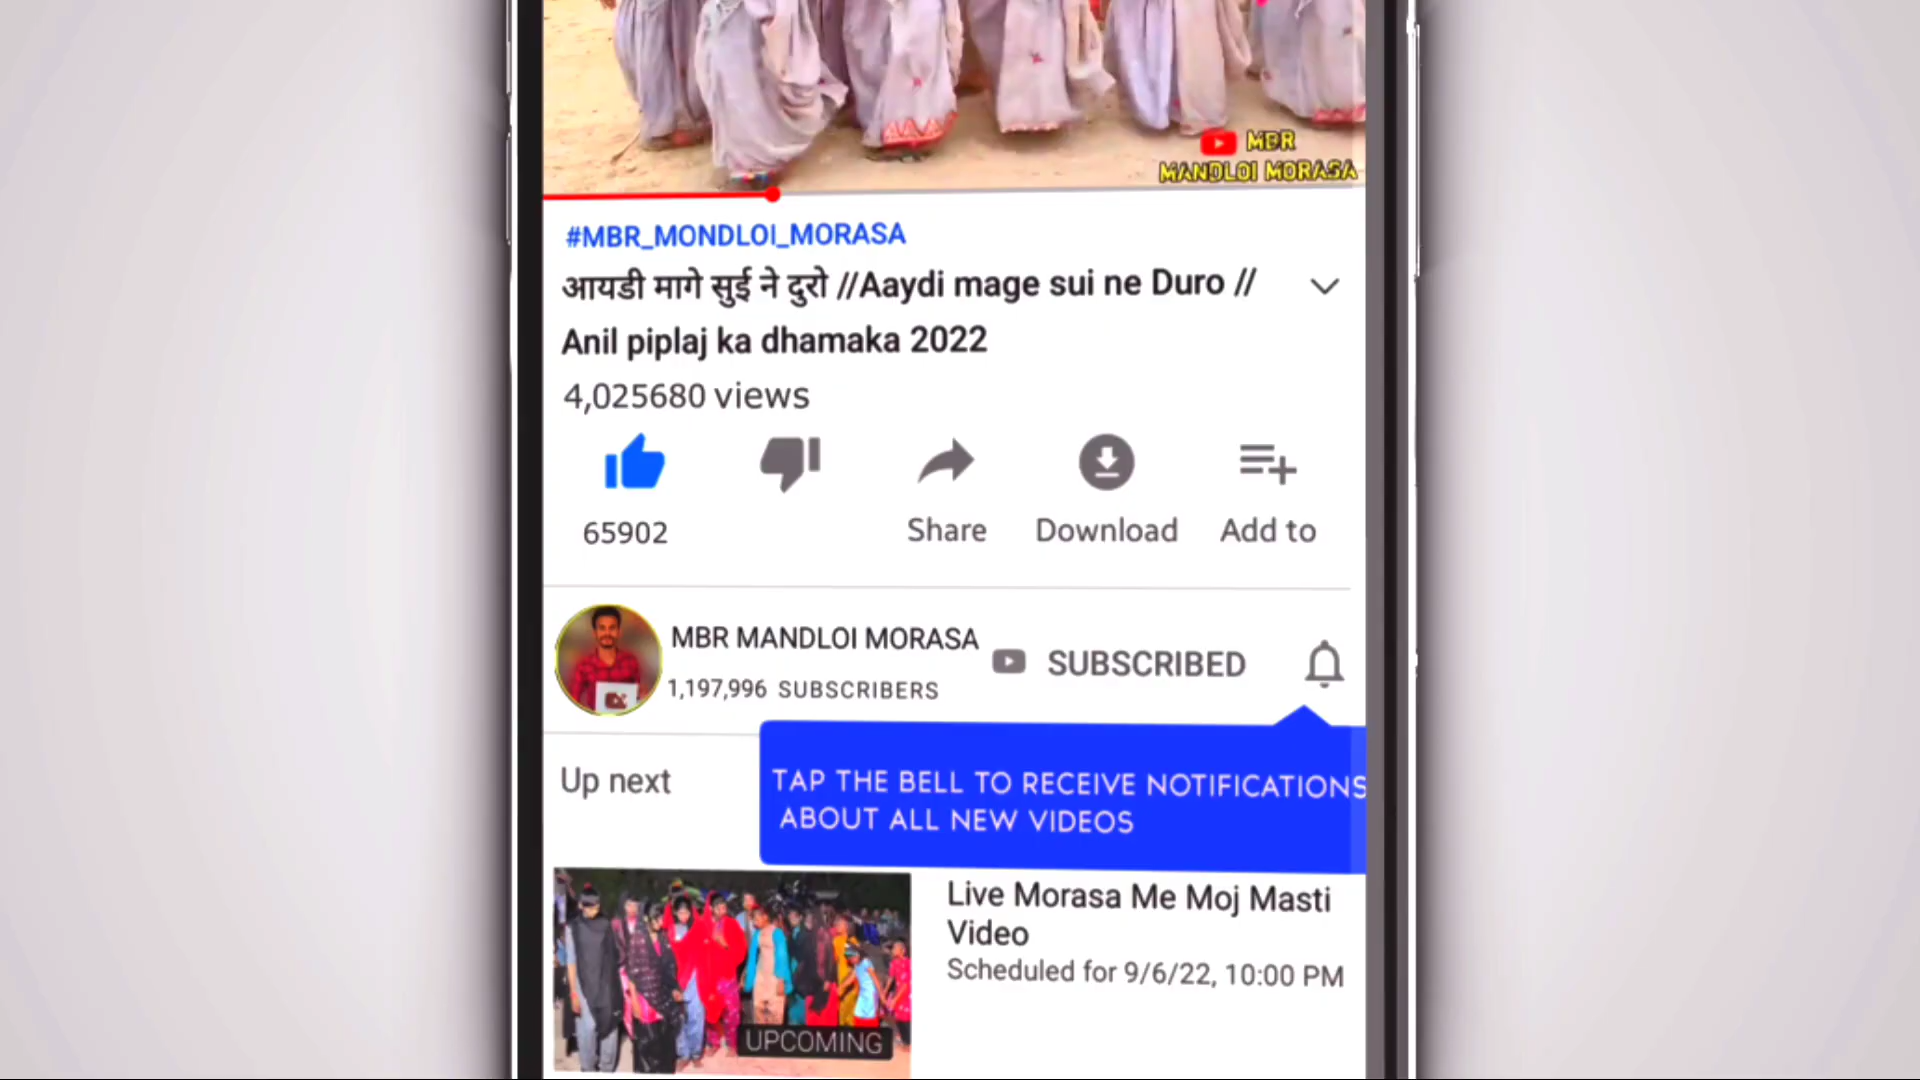 MBR
MANDLOI MORASA
#MBR_MONDLOI_MORASA
आयडी मागे सुई ने दुरो //Aaydi mage sui ne Duro //
Anil piplaj ka dhamaka 2022
4,025680 views
65902
Share
Download
Add to
MBR MANDLOI MORASA
SUBSCRIBED
1,197,996 SUBSCRIBERS
Up next
TAP THE BELL TO RECEIVE NOTIFICATIONS
ABOUT ALL NEW VIDEOS
Live Morasa Me Moj Masti
Video
Scheduled for 9/6/22, 10:00 PM
UPCOMING